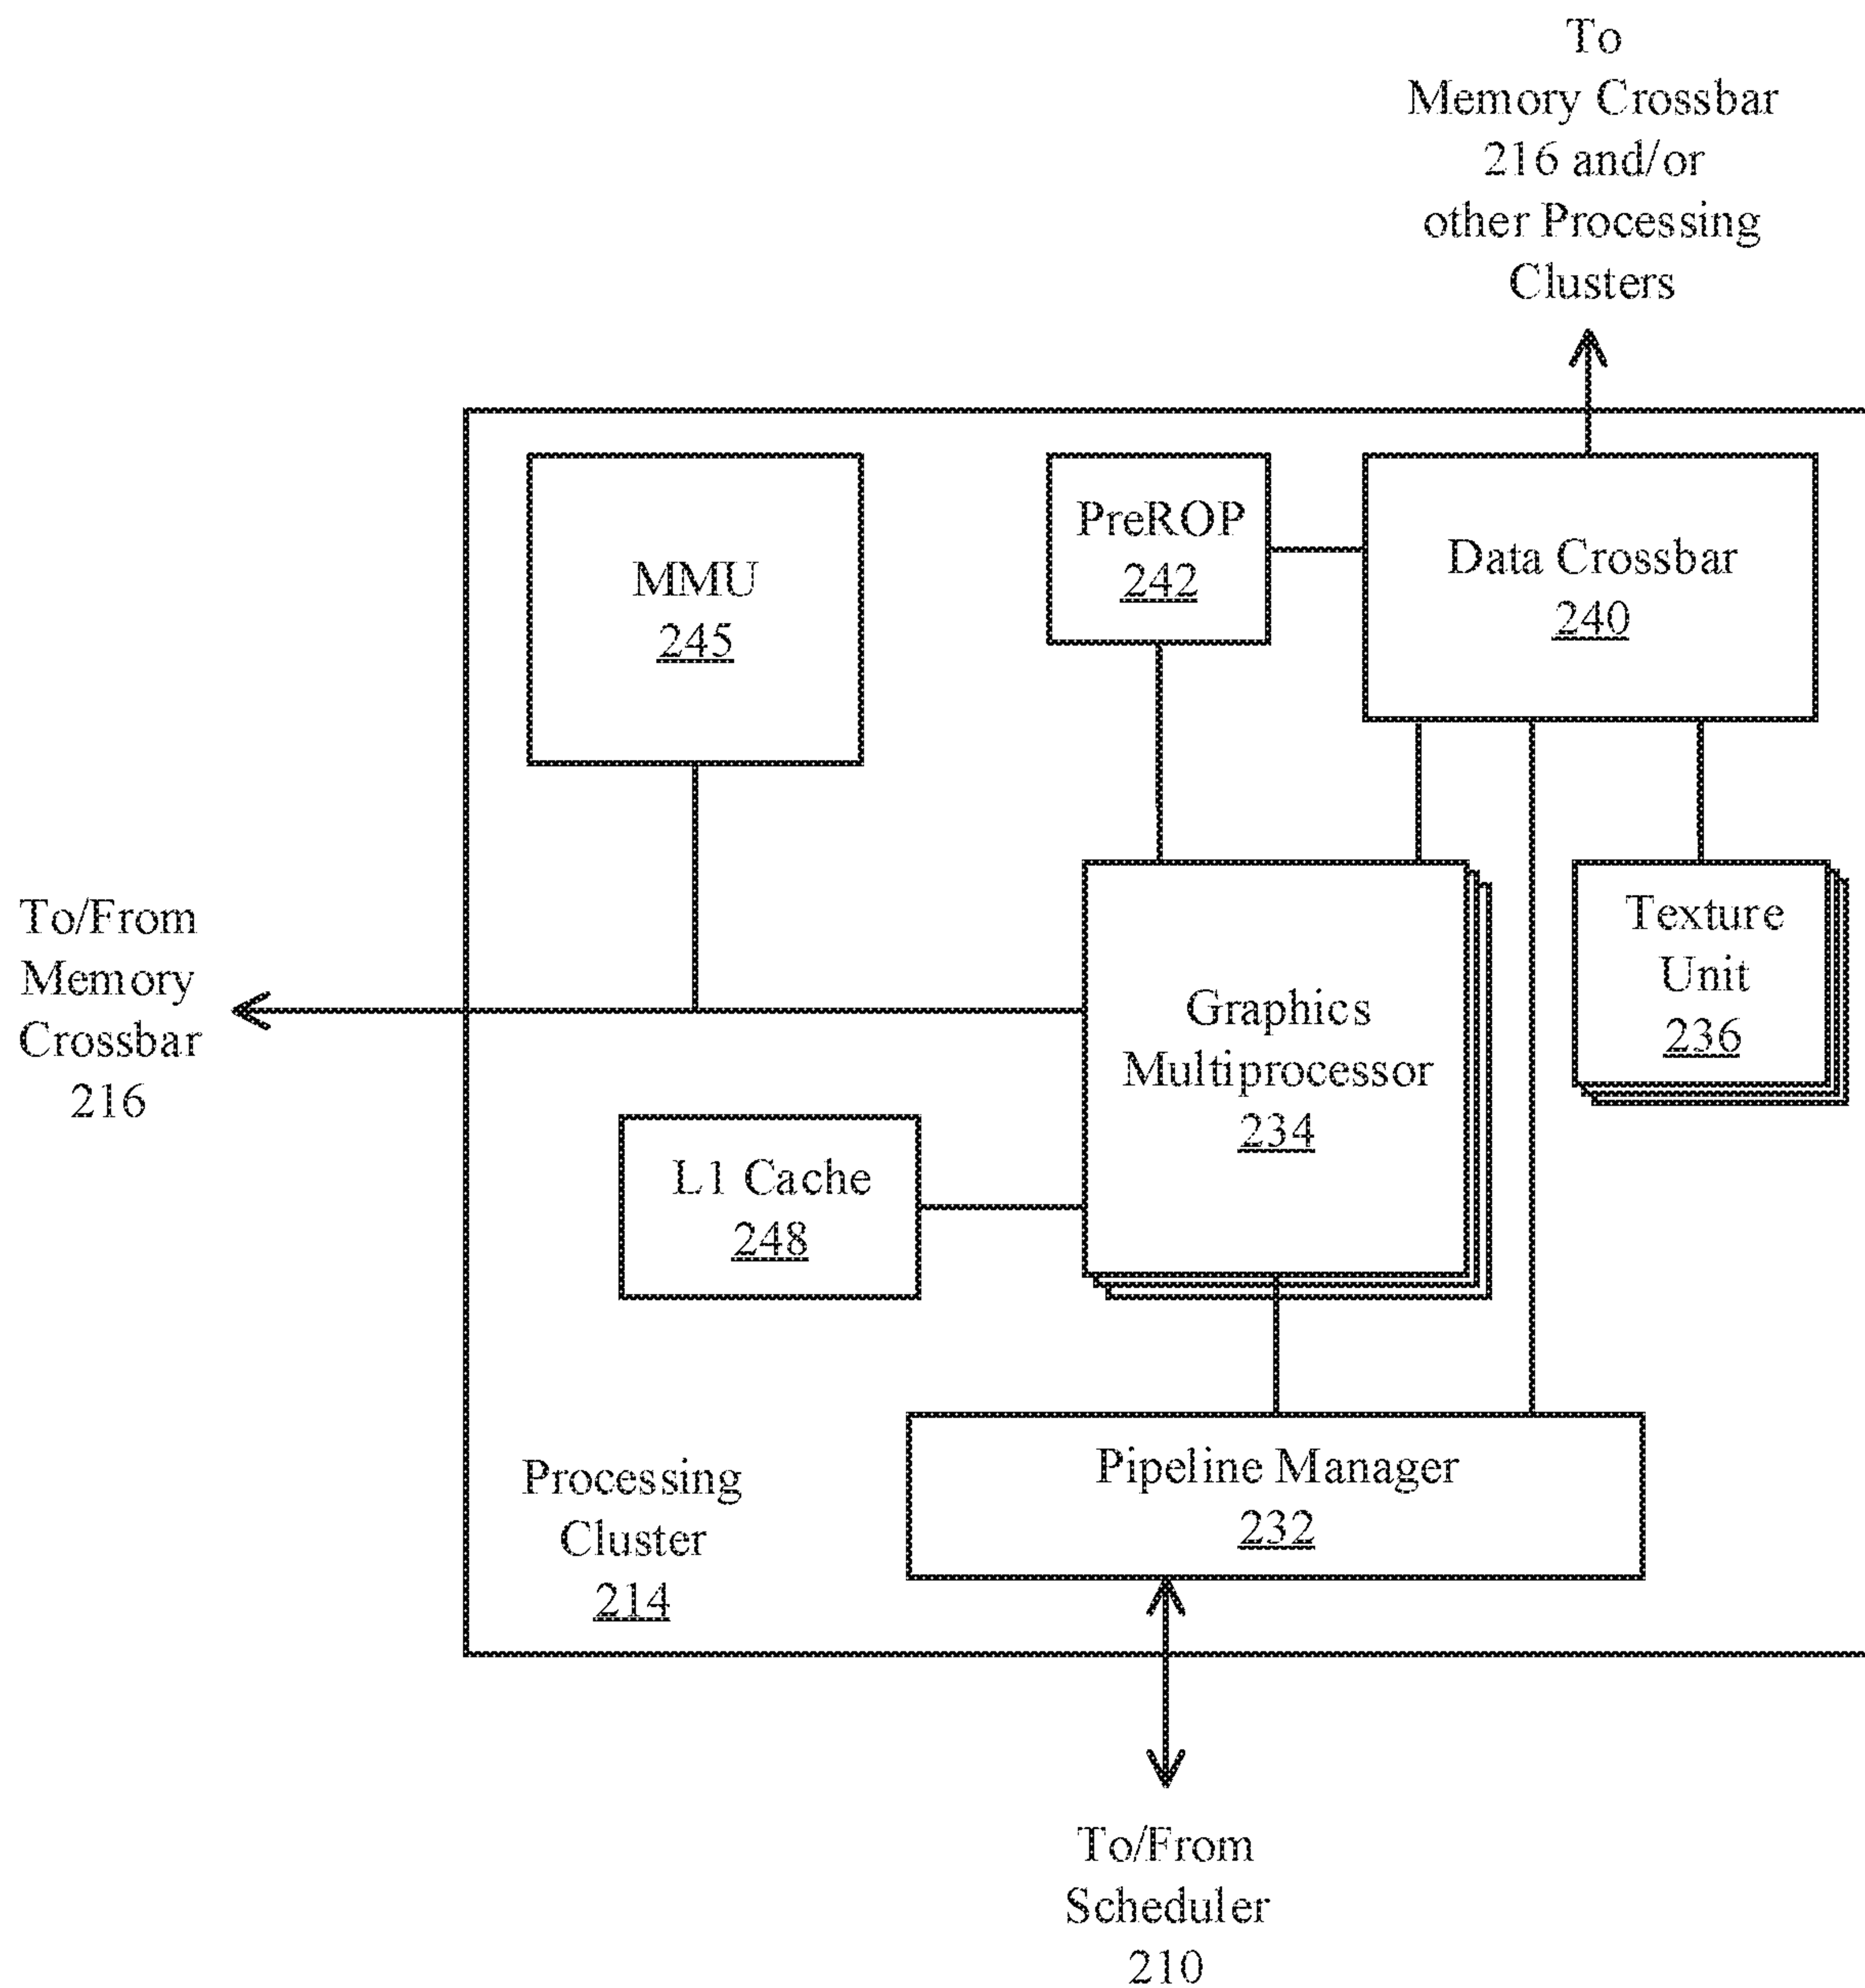 To
Memory Crossbar
216 and/or
other Processing
Clusters
MMU
245
PreROP
242
Data Crossbar
240
To/From
Memory
Crossbar
216
Graphics
Multiprocessor
234
Texture
Unit
236
L1 Cache
248
Processing
Cluster
214
Pipeline Manager
232
To/From
Scheduler
210